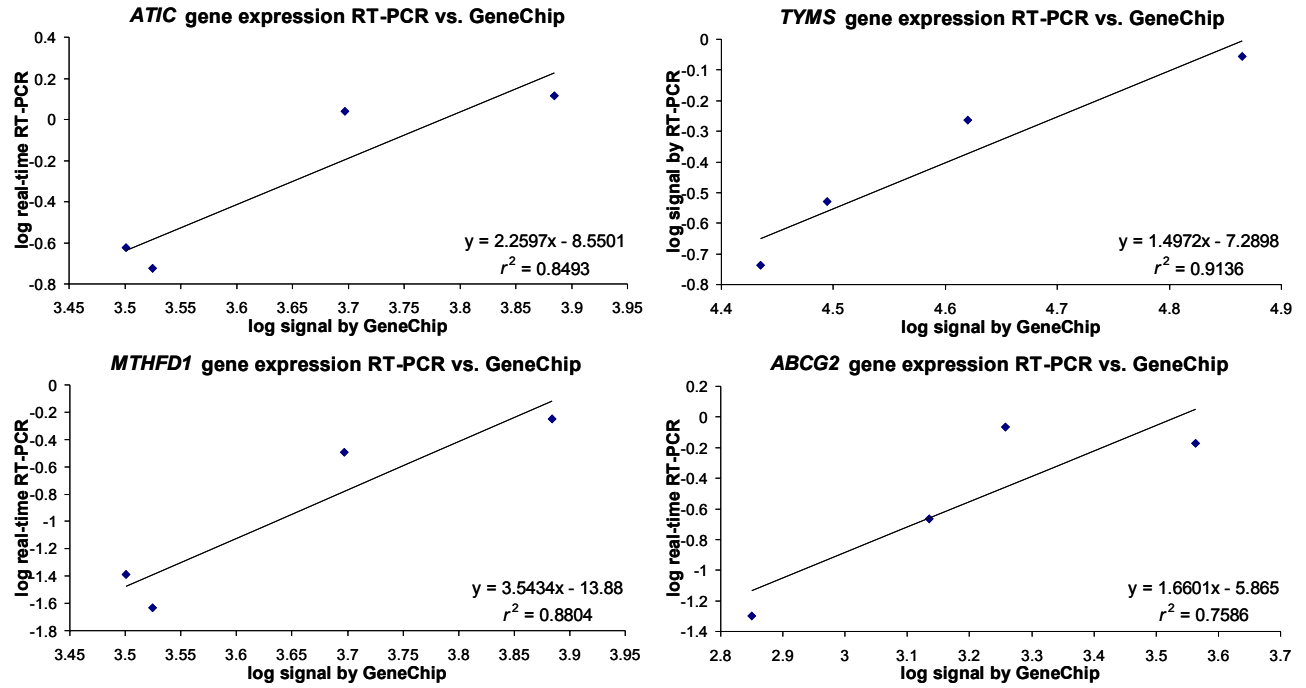 ATIC gene expression RT-PCR vs. GeneChip
log real-time RT-PCR
0.4
0.2
0
-0.2
-0.4
-0.6
-0.8
y = 2.2597x - 8.5501
r² = 0.8493
3.45 3.5 3.55 3.6 3.65 3.7 3.75 3.8 3.85 3.9 3.95
log signal by GeneChip
TYMS gene expression RT-PCR vs. GeneChip
log signal by RT-PCR
0
-0.1
-0.2
-0.3
-0.4
-0.5
-0.6
-0.7
-0.8
y = 1.4972x - 7.2898
r² = 0.9136
4.4 4.5 4.6 4.7 4.8 4.9
log signal by GeneChip
MTHFD1 gene expression RT-PCR vs. GeneChip
log real-time RT-PCR
0
-0.2
-0.4
-0.6
-0.8
-1
-1.2
-1.4
-1.6
-1.8
y = 3.5434x - 13.88
r² = 0.8804
3.45 3.5 3.55 3.6 3.65 3.7 3.75 3.8 3.85 3.9 3.95
log signal by GeneChip
ABCG2 gene expression RT-PCR vs. GeneChip
log real-time RT-PCR
0.2
0
-0.2
-0.4
-0.6
-0.8
-1
-1.2
-1.4
y = 1.6601x - 5.865
r² = 0.7586
2.8 2.9 3 3.1 3.2 3.3 3.4 3.5 3.6 3.7
log signal by GeneChip